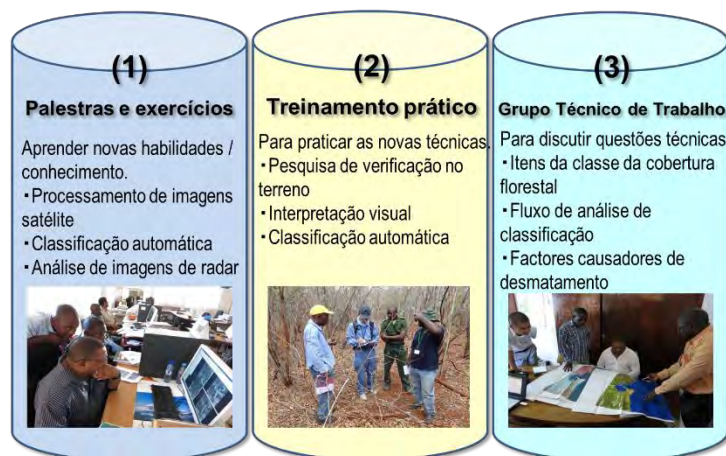 (1)
Palestras e exercícios
Aprender novas habilidades /
conhecimento.
・Processamento de imagens
satélite
・Classificação automática
・Análise de imagens de radar
(2)
Treinamento prático
Para praticar as novas técnicas.
・Pesquisa de verificação no
terreno
・Interpretação visual
・Classificação automática
(3)
Grupo Técnico de Trabalho
Para discutir questões técnicas
・Itens da classe da cobertura
florestal
・Fluxo de análise de
classificação
・Factores causadores de
desmatamento